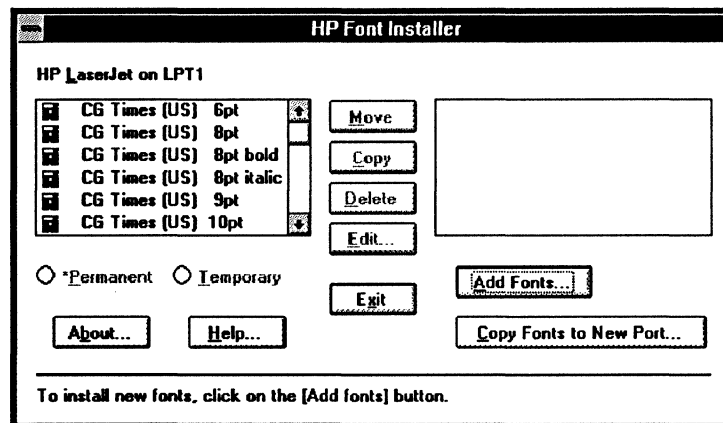 HP Font Installer
HP LaserJet on LPT1
CG Times (US) 6pt
CG Times (US) 8pt
CG Times (US) 8pt bold
CG Times (US) 8pt italic
CG Times (US) 9pt
CG Times (US) 10pt
Move
Copy
Delete
Edit...
*Permanent
Temporary
Exit
Add Fonts...
About...
Help...
Copy Fonts to New Port...
To install new fonts, click on the [Add fonts] button.